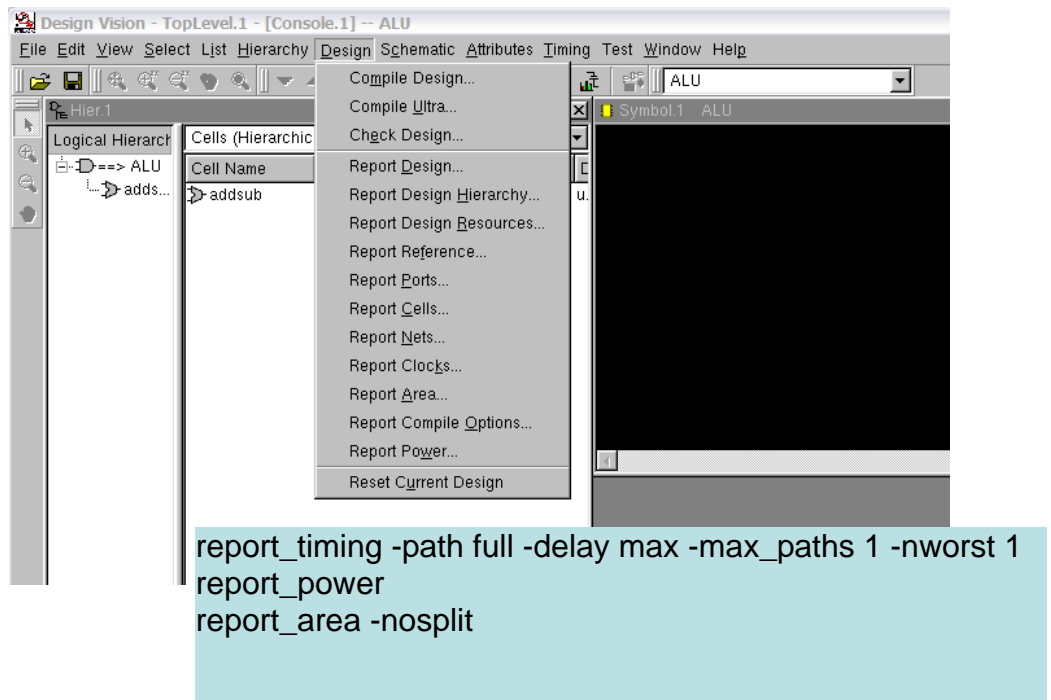 Design Vision - TopLevel.1 - [Console.1] -- ALU
File Edit View Select List Hierarchy Design Schematic Attributes Timing Test Window Help
ALU
Hier.1
Logical Hierarch
==> ALU
adds...
Cells (Hierarchic
Cell Name
addsub
u.
Compile Design...
Compile Ultra...
Check Design...
Report Design...
Report Design Hierarchy...
Report Design Resources...
Report Reference...
Report Ports...
Report Cells...
Report Nets...
Report Clocks...
Report Area...
Report Compile Options...
Report Power...
Reset Current Design
Symbol.1 ALU
report_timing -path full -delay max -max_paths 1 -nworst 1
report_power
report_area -nosplit